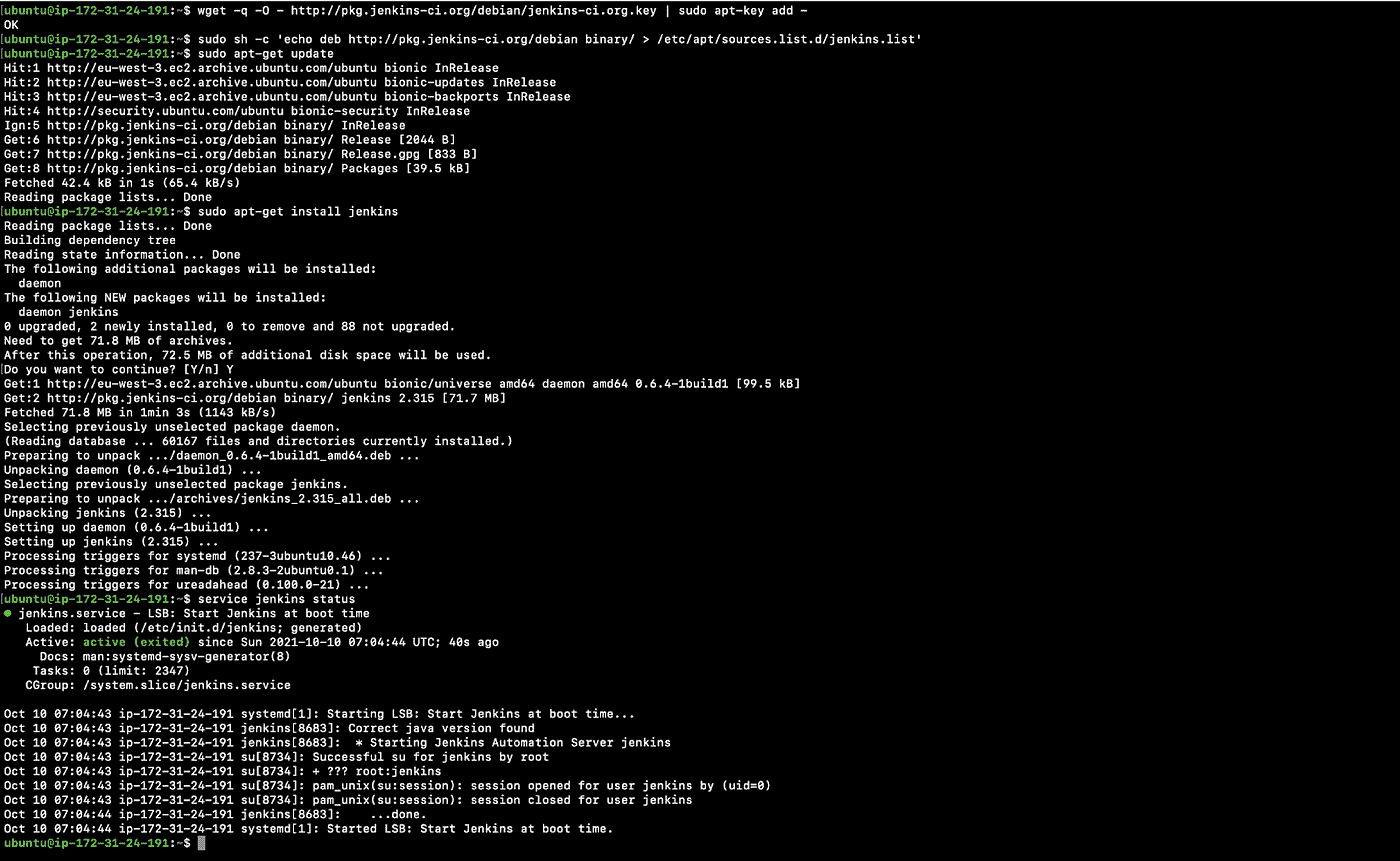 [ubuntu@ip-172-31-24-191:~$ wget -q -O - http://pkg.jenkins-ci.org/debian/jenkins-ci.org.key | sudo apt-key add -
OK
[ubuntu@ip-172-31-24-191:~$ sudo sh -c 'echo deb http://pkg.jenkins-ci.org/debian binary/ > /etc/apt/sources.list.d/jenkins.list'
[ubuntu@ip-172-31-24-191:~$ sudo apt-get update
Hit:1 http://eu-west-3.ec2.archive.ubuntu.com/ubuntu bionic InRelease
Hit:2 http://eu-west-3.ec2.archive.ubuntu.com/ubuntu bionic-updates InRelease
Hit:3 http://eu-west-3.ec2.archive.ubuntu.com/ubuntu bionic-backports InRelease
Hit:4 http://security.ubuntu.com/ubuntu bionic-security InRelease
Ign:5 http://pkg.jenkins-ci.org/debian binary/ InRelease
Get:6 http://pkg.jenkins-ci.org/debian binary/ Release [2044 B]
Get:7 http://pkg.jenkins-ci.org/debian binary/ Release.gpg [833 B]
Get:8 http://pkg.jenkins-ci.org/debian binary/ Packages [39.5 kB]
Fetched 42.4 kB in 1s (65.4 kB/s)
Reading package lists... Done
[ubuntu@ip-172-31-24-191:~$ sudo apt-get install jenkins
Reading package lists... Done
Building dependency tree
Reading state information... Done
The following additional packages will be installed:
  daemon
The following NEW packages will be installed:
  daemon jenkins
0 upgraded, 2 newly installed, 0 to remove and 88 not upgraded.
Need to get 71.8 MB of archives.
After this operation, 72.5 MB of additional disk space will be used.
[Do you want to continue? [Y/n] Y
Get:1 http://eu-west-3.ec2.archive.ubuntu.com/ubuntu bionic/universe amd64 daemon amd64 0.6.4-1build1 [99.5 kB]
Get:2 http://pkg.jenkins-ci.org/debian binary/ jenkins 2.315 [71.7 MB]
Fetched 71.8 MB in 1min 3s (1143 kB/s)
Selecting previously unselected package daemon.
(Reading database ... 60167 files and directories currently installed.)
Preparing to unpack .../daemon_0.6.4-1build1_amd64.deb ...
Unpacking daemon (0.6.4-1build1) ...
Selecting previously unselected package jenkins.
Preparing to unpack .../archives/jenkins_2.315_all.deb ...
Unpacking jenkins (2.315) ...
Setting up daemon (0.6.4-1build1) ...
Setting up jenkins (2.315) ...
Processing triggers for systemd (237-3ubuntu10.46) ...
Processing triggers for man-db (2.8.3-2ubuntu0.1) ...
Processing triggers for ureadahead (0.100.0-21) ...
[ubuntu@ip-172-31-24-191:~$ service jenkins status
● jenkins.service - LSB: Start Jenkins at boot time
   Loaded: loaded (/etc/init.d/jenkins; generated)
   Active: active (exited) since Sun 2021-10-10 07:04:44 UTC; 40s ago
     Docs: man:systemd-sysv-generator(8)
    Tasks: 0 (limit: 2347)
   CGroup: /system.slice/jenkins.service
Oct 10 07:04:43 ip-172-31-24-191 systemd[1]: Starting LSB: Start Jenkins at boot time...
Oct 10 07:04:43 ip-172-31-24-191 jenkins[8683]: Correct java version found
Oct 10 07:04:43 ip-172-31-24-191 jenkins[8683]:  * Starting Jenkins Automation Server jenkins
Oct 10 07:04:43 ip-172-31-24-191 su[8734]: Successful su for jenkins by root
Oct 10 07:04:43 ip-172-31-24-191 su[8734]: + ??? root:jenkins
Oct 10 07:04:43 ip-172-31-24-191 su[8734]: pam_unix(su:session): session opened for user jenkins by (uid=0)
Oct 10 07:04:43 ip-172-31-24-191 su[8734]: pam_unix(su:session): session closed for user jenkins
Oct 10 07:04:44 ip-172-31-24-191 jenkins[8683]:    ...done.
Oct 10 07:04:44 ip-172-31-24-191 systemd[1]: Started LSB: Start Jenkins at boot time.
ubuntu@ip-172-31-24-191:~$